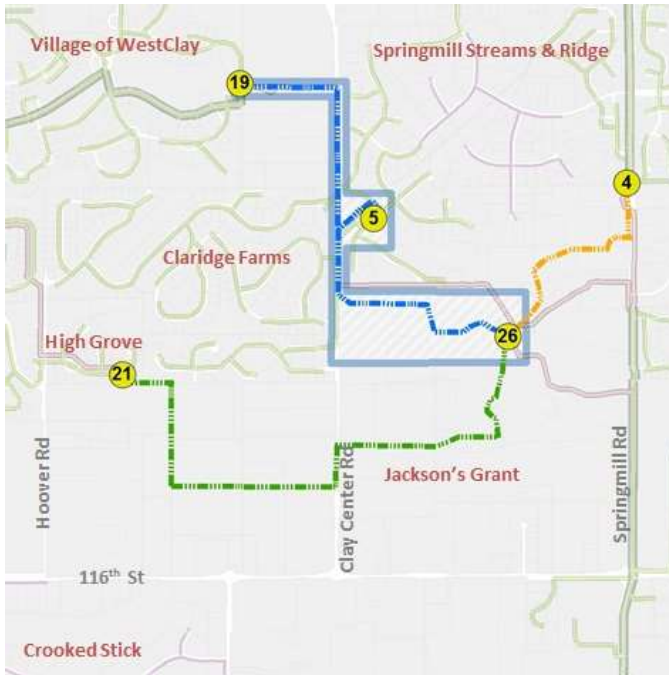 Village of WestClay
Springmill Streams & Ridge
19
4
5
Claridge Farms
26
High Grove
21
Jackson's Grant
Hoover Rd
Clay Center Rd
Springmill Rd
116th St
Crooked Stick